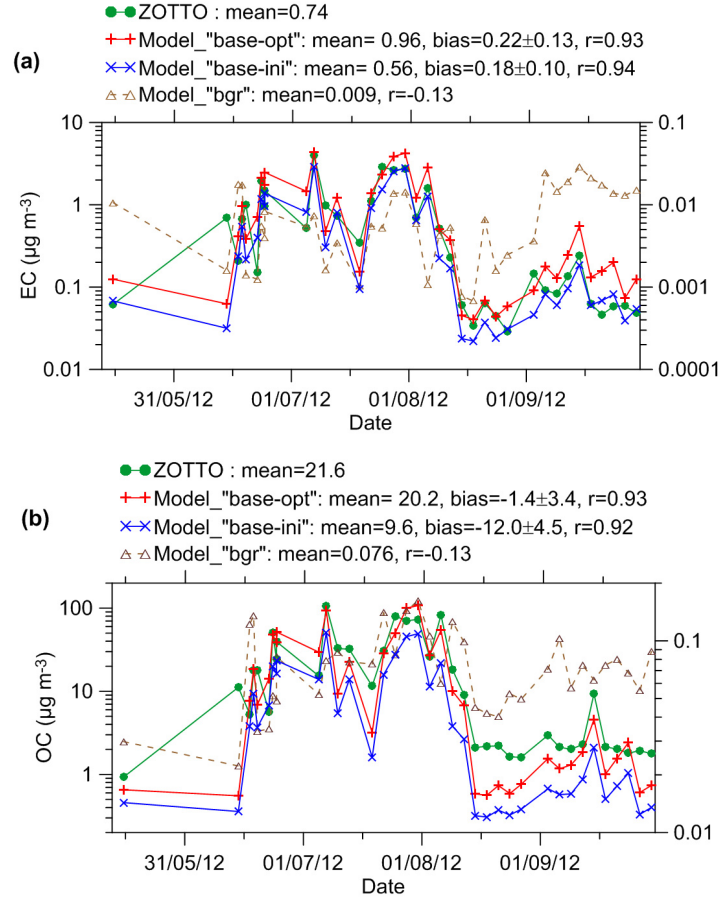 ZOTTO : mean=0.74
Model_"base-opt": mean= 0.96, bias=0.22±0.13, r=0.93
(a)
Model_"base-ini": mean= 0.56, bias=0.18±0.10, r=0.94
Model_"bgr": mean=0.009, r=-0.13
10 0.1
1 0.01
EC (μg m-3)
0.1 0.001
0.01 0.0001
31/05/12 01/07/12 01/08/12 01/09/12
Date
ZOTTO : mean=21.6
Model_"base-opt": mean= 20.2, bias=-1.4±3.4, r=0.93
(b)
Model_"base-ini": mean=9.6, bias=-12.0±4.5, r=0.92
Model_"bgr": mean=0.076, r=-0.13
100
0.1
10
OC (μg m-3)
1
0.01
31/05/12 01/07/12 01/08/12 01/09/12
Date